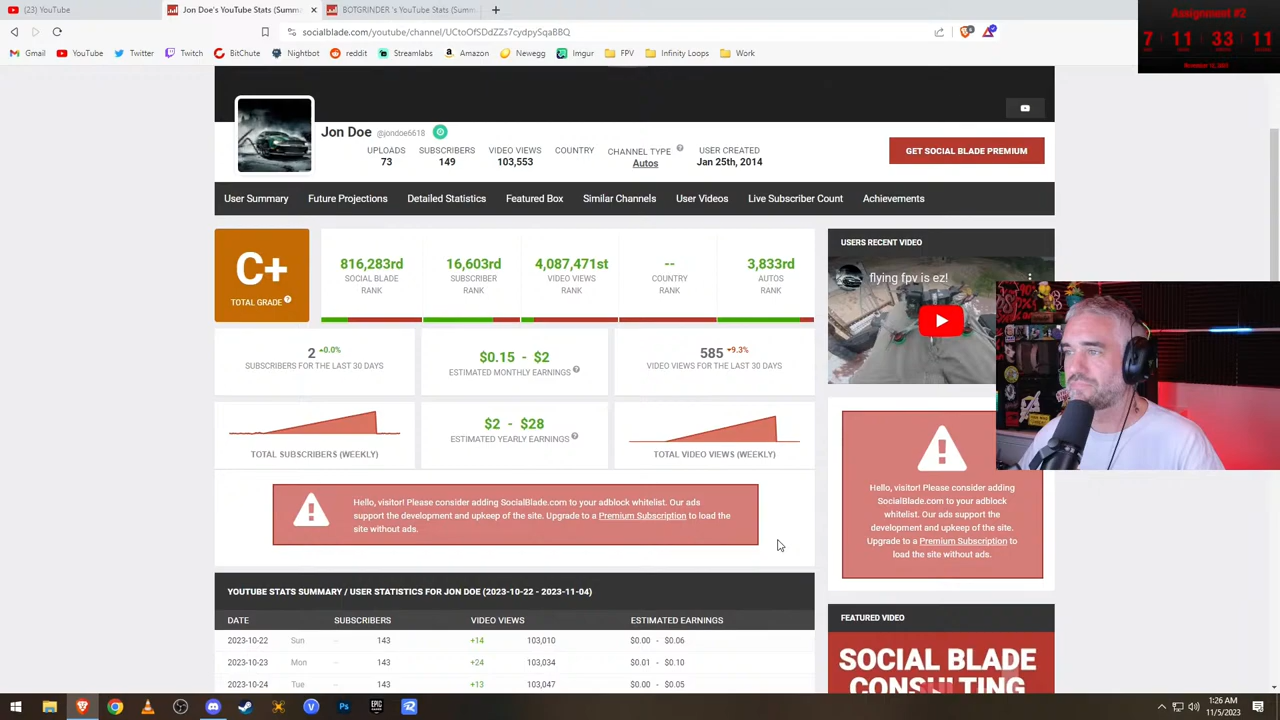 (23) YouTube
Jon Doe's YouTube Stats (Summa
BOTGRINDER 's YouTube Stats (Summ
Assignment #2
7 11 33 11
socialblade.com/youtube/channel/UCtoOfSDdZZs7cydpySqaBBQ
Gmail YouTube Twitter Twitch BitChute Nightbot reddit Streamlabs Amazon Newegg Imgur FPV Infinity Loops Work
Jon Doe @jondoe6618
UPLOADS SUBSCRIBERS VIDEO VIEWS COUNTRY CHANNEL TYPE USER CREATED
73 149 103,553 Autos Jan 25th, 2014
GET SOCIAL BLADE PREMIUM
User Summary Future Projections Detailed Statistics Featured Box Similar Channels User Videos Live Subscriber Count Achievements
C+
TOTAL GRADE
816,283rd 16,603rd 4,087,471st -- 3,833rd
SOCIAL BLADE RANK
SUBSCRIBER RANK
VIDEO VIEWS RANK
COUNTRY RANK
AUTOS RANK
2 +0.0%
SUBSCRIBERS FOR THE LAST 30 DAYS
$0.15 - $2
ESTIMATED MONTHLY EARNINGS
585 -9.3%
VIDEO VIEWS FOR THE LAST 30 DAYS
TOTAL SUBSCRIBERS (WEEKLY)
$2 - $28
ESTIMATED YEARLY EARNINGS
TOTAL VIDEO VIEWS (WEEKLY)
Hello, visitor! Please consider adding SocialBlade.com to your adblock whitelist. Our ads
support the development and upkeep of the site. Upgrade to a Premium Subscription to load the
site without ads.
YOUTUBE STATS SUMMARY / USER STATISTICS FOR JON DOE (2023-10-22 - 2023-11-04)
DATE SUBSCRIBERS VIDEO VIEWS ESTIMATED EARNINGS
2023-10-22 Sun -- 143 +14 103,010 $0.00 - $0.06
2023-10-23 Mon -- 143 +24 103,034 $0.01 - $0.10
2023-10-24 Tue -- 143 +13 103,047 $0.00 - $0.05
USERS RECENT VIDEO
flying fpv is ez!
Hello, visitor! Please consider adding
SocialBlade.com to your adblock
whitelist. Our ads support the
development and upkeep of the site.
Upgrade to a Premium Subscription to
load the site without ads.
FEATURED VIDEO
SOCIAL BLADE
CONSULTING
1:26 AM
11/5/2023